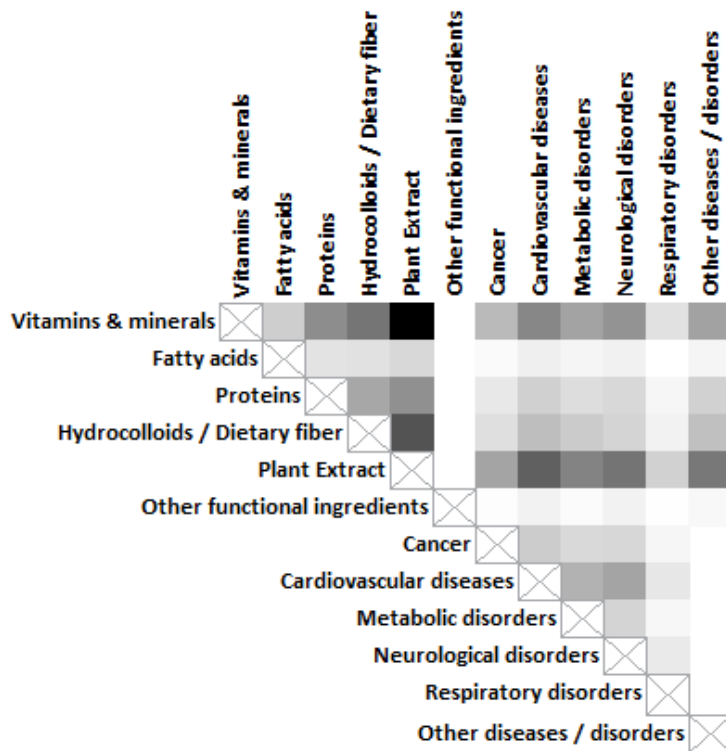 Vitamins & minerals
Fatty acids
Proteins
Hydrocolloids / Dietary fiber
Plant Extract
Other functional ingredients
Cancer
Cardiovascular diseases
Metabolic disorders
Neurological disorders
Respiratory disorders
Other diseases / disorders
Vitamins & minerals
Fatty acids
Proteins
Hydrocolloids / Dietary fiber
Plant Extract
Other functional ingredients
Cancer
Cardiovascular diseases
Metabolic disorders
Neurological disorders
Respiratory disorders
Other diseases / disorders